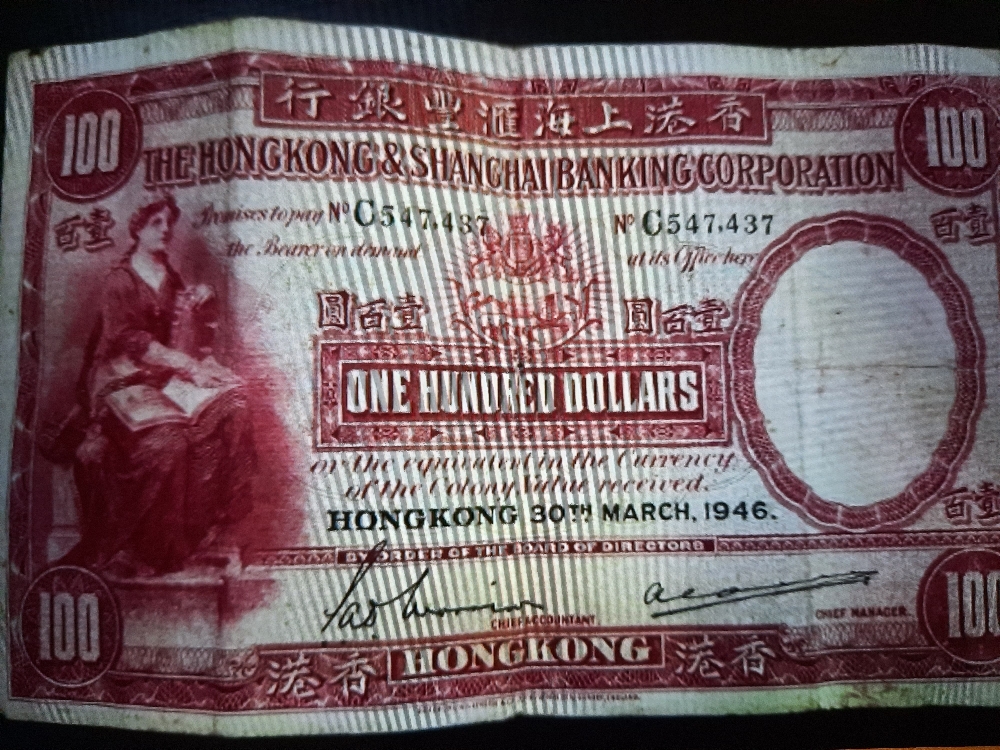 行銀豐滙海上港香
100
100
THE HONGKONG & SHANGHAI BANKING CORPORATION
Promises to pay Nº C547,437
Nº C547,437
the Bearer on demand
at its Office here
百壹
百壹
圓百壹
圓百壹
ONE HUNDRED DOLLARS
or the equivalent in the Currency
of the Colony Value received.
百壹
HONGKONG 30TH MARCH, 1946.
BY ORDER OF THE BOARD OF DIRECTORS
CHIEF ACCOUNTANT
CHIEF MANAGER.
100
100
港香
HONGKONG
港香